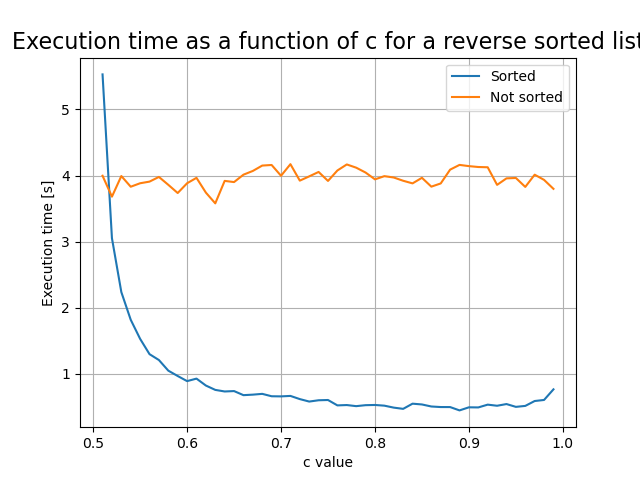 Execution time as a function of c for a reverse sorted list
Sorted
Not sorted
Execution time [s]
5
4
3
2
1
0.5 0.6 0.7 0.8 0.9 1.0
c value